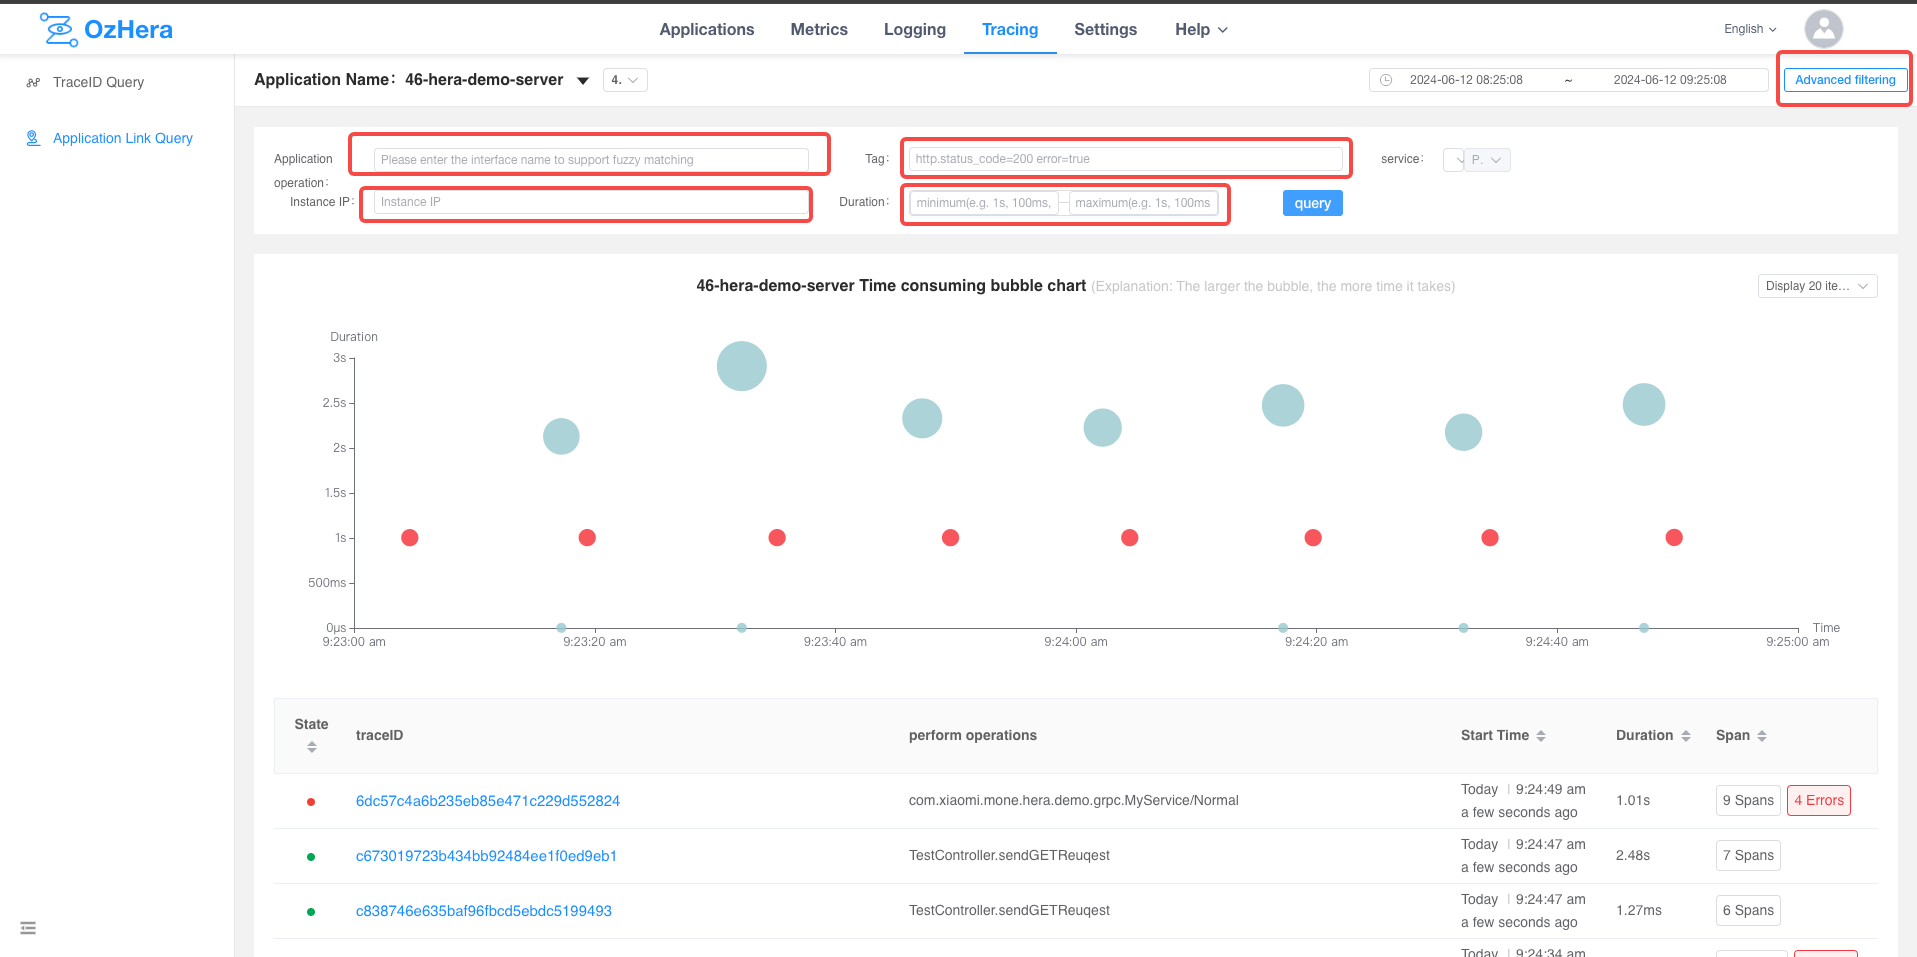 OzHera
Applications Metrics Logging Tracing Settings Help
English
TraceID Query
Application Link Query
Application Name: 46-hera-demo-server 4.
2024-06-12 08:25:08 ~ 2024-06-12 09:25:08
Advanced filtering
Application operation: Please enter the interface name to support fuzzy matching
Tag: http.status_code=200 error=true
service: P.
Instance IP: Instance IP
Duration: minimum(e.g. 1s, 100ms, maximum(e.g. 1s, 100ms
query
46-hera-demo-server Time consuming bubble chart (Explanation: The larger the bubble, the more time it takes)
Display 20 ite...
Duration
3s
2.5s
2s
1.5s
1s
500ms
0μs
9:23:00 am 9:23:20 am 9:23:40 am 9:24:00 am 9:24:20 am 9:24:40 am 9:25:00 am
Time
State traceID perform operations Start Time Duration Span
6dc57c4a6b235eb85e471c229d552824 com.xiaomi.mone.hera.demo.grpc.MyService/Normal Today | 9:24:49 am 1.01s 9 Spans 4 Errors
a few seconds ago
c673019723b434bb92484ee1f0ed9eb1 TestController.sendGETReuqest Today | 9:24:47 am 2.48s 7 Spans
a few seconds ago
c838746e635baf96fbcd5ebdc5199493 TestController.sendGETReuqest Today | 9:24:47 am 1.27ms 6 Spans
a few seconds ago
Today | 9:24:34 am